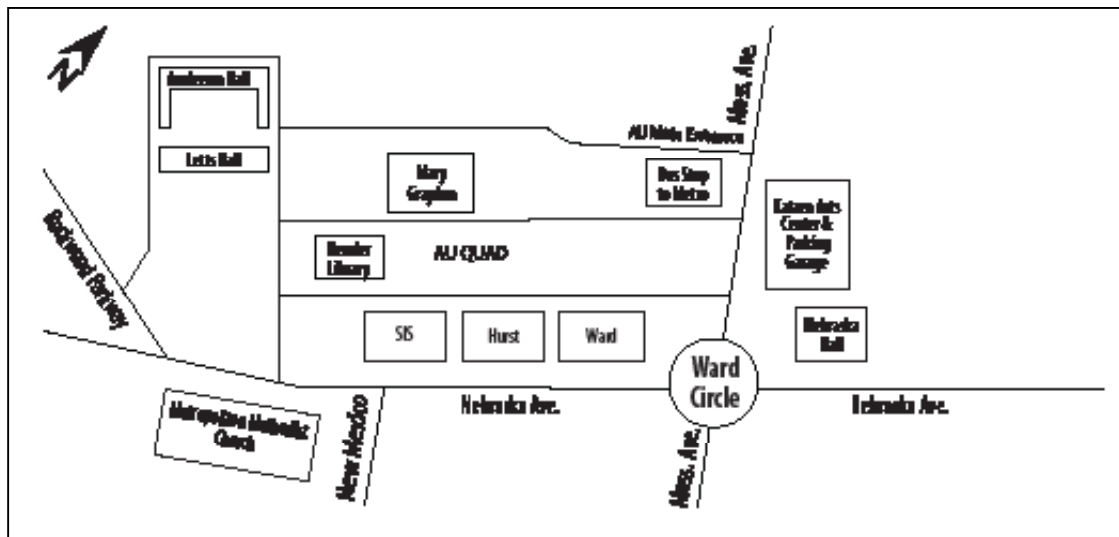 N
Anderson Hall
Letts Hall
Mass. Ave.
AU Main Entrance
Mary
Graydon
Bus Stop
to Metro
Katzen Arts
Center &
Parking
Garage
Rockwood Parkway
Bender
Library
AU QUAD
SIS
Hurst
Ward
Nebraska
Hall
Ward
Circle
Metropolitan Methodist
Church
New Mexico
Nebraska Ave.
Nebraska Ave.
Mass. Ave.